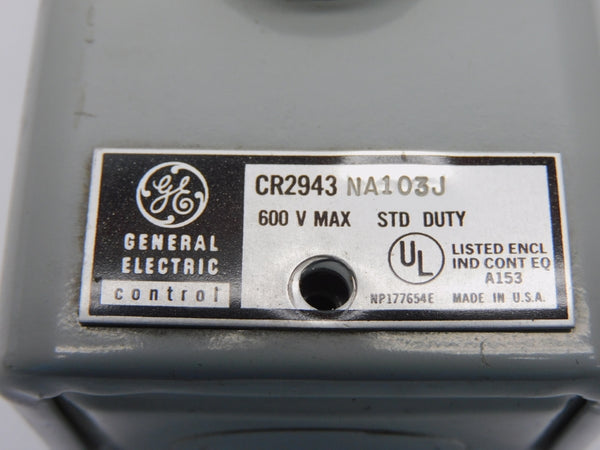 GE
GENERAL
ELECTRIC
control
CR2943 NA103J
600 V MAX STD DUTY
UL
LISTED ENCL
IND CONT EQ
A153
NP177654E MADE IN U.S.A.